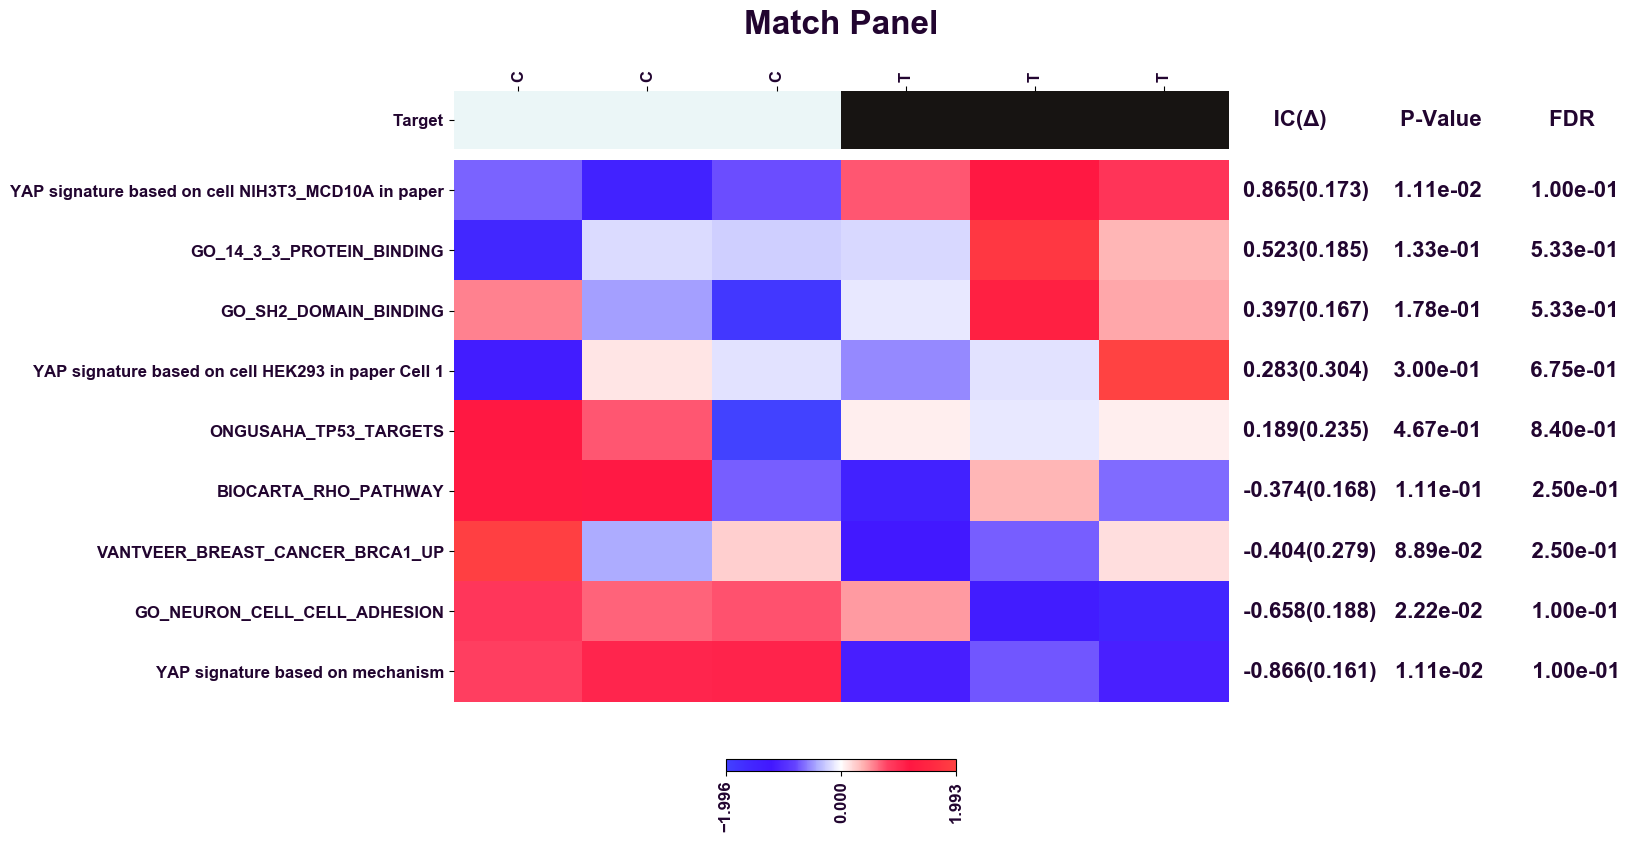 Match Panel
C C C T T T
Target IC(Δ) P-Value FDR
YAP signature based on cell NIH3T3_MCD10A in paper 0.865(0.173) 1.11e-02 1.00e-01
GO_14_3_3_PROTEIN_BINDING 0.523(0.185) 1.33e-01 5.33e-01
GO_SH2_DOMAIN_BINDING 0.397(0.167) 1.78e-01 5.33e-01
YAP signature based on cell HEK293 in paper Cell 1 0.283(0.304) 3.00e-01 6.75e-01
ONGUSAHA_TP53_TARGETS 0.189(0.235) 4.67e-01 8.40e-01
BIOCARTA_RHO_PATHWAY -0.374(0.168) 1.11e-01 2.50e-01
VANTVEER_BREAST_CANCER_BRCA1_UP -0.404(0.279) 8.89e-02 2.50e-01
GO_NEURON_CELL_CELL_ADHESION -0.658(0.188) 2.22e-02 1.00e-01
YAP signature based on mechanism -0.866(0.161) 1.11e-02 1.00e-01
−1.996 0.000 1.993